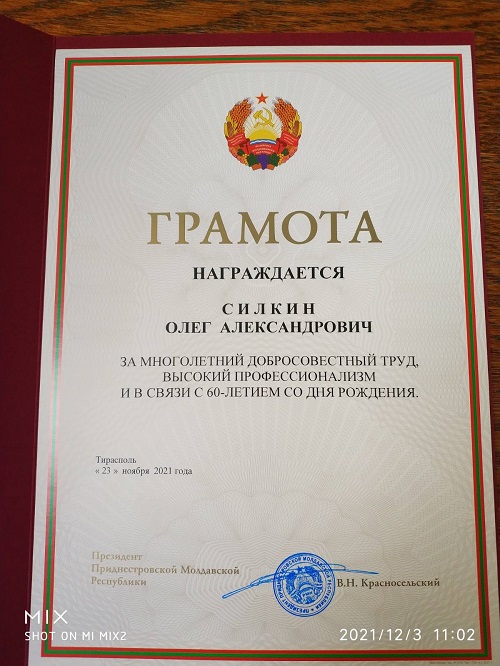 ГРАМОТА
НАГРАЖДАЕТСЯ
СИЛКИН
ОЛЕГ АЛЕКСАНДРОВИЧ
ЗА МНОГОЛЕТНИЙ ДОБРОСОВЕСТНЫЙ ТРУД,
ВЫСОКИЙ ПРОФЕССИОНАЛИЗМ
И В СВЯЗИ С 60-ЛЕТИЕМ СО ДНЯ РОЖДЕНИЯ.
Тирасполь
« 23 » ноября 2021 года
Президент
Приднестровской Молдавской
Республики
В.Н. Красносельский
MIX
SHOT ON MI MIX2
2021/12/3 11:02